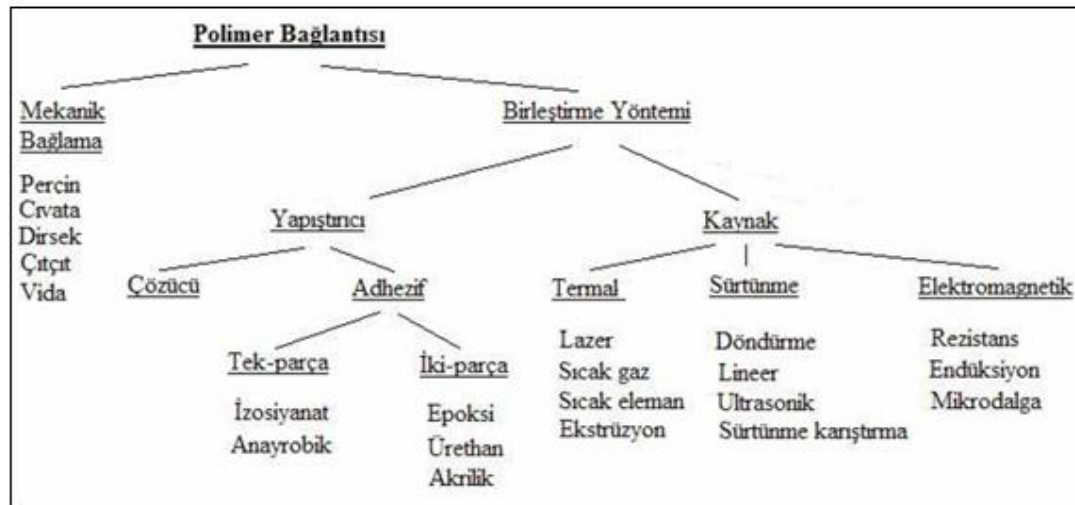 Polimer Bağlantısı
Mekanik
Bağlama
Perçin
Cıvata
Dirsek
Çıtçıt
Vida
Birleştirme Yöntemi
Yapıştırıcı
Çözücü
Adhezif
Tek-parça
İzosiyanat
Anayrobik
İki-parça
Epoksi
Ürethan
Akrilik
Kaynak
Termal
Lazer
Sıcak gaz
Sıcak eleman
Ekstrüzyon
Sürtünme
Döndürme
Lineer
Ultrasonik
Sürtünme karıştırma
Elektromagnetik
Rezistans
Endüksiyon
Mikrodalga